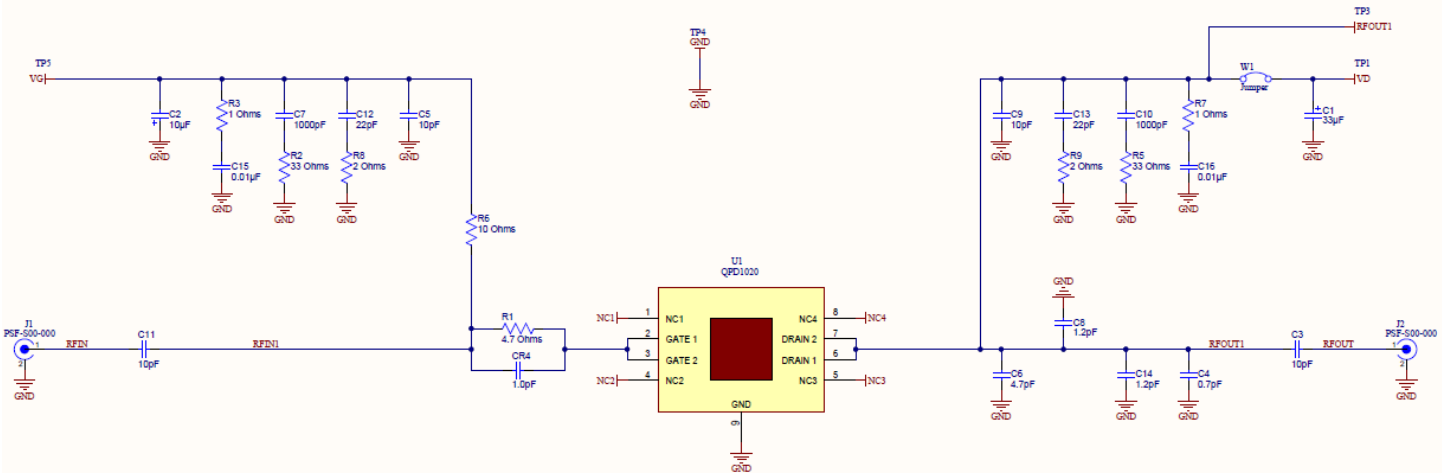 TP3
RFOUT1
TP4
GND
GND
TP5
VG
C2
10µF
GND
R3
1 Ohms
C15
0.01µF
GND
C7
1000pF
R2
33 Ohms
GND
C12
22pF
R8
2 Ohms
GND
C5
10pF
GND
R6
10 Ohms
C9
10pF
GND
C13
22pF
R9
2 Ohms
GND
C10
1000pF
R5
33 Ohms
GND
R7
1 Ohms
C16
0.01µF
GND
W1
Jumper
TP1
VD
C1
33µF
GND
J1
PSF-S00-000
1
2
GND
RFIN
C11
10pF
RFIN1
R1
4.7 Ohms
CR4
1.0pF
U1
QPD1020
NC1
1
NC1
2
GATE 1
3
GATE 2
NC2
4
NC2
NC4
8
NC4
DRAIN 2
7
DRAIN 1
6
NC3
5
NC3
GND
9
GND
GND
C8
1.2pF
C6
4.7pF
GND
C14
1.2pF
GND
C4
0.7pF
GND
RFOUT1
C3
10pF
RFOUT
J2
PSF-S00-000
1
2
GND